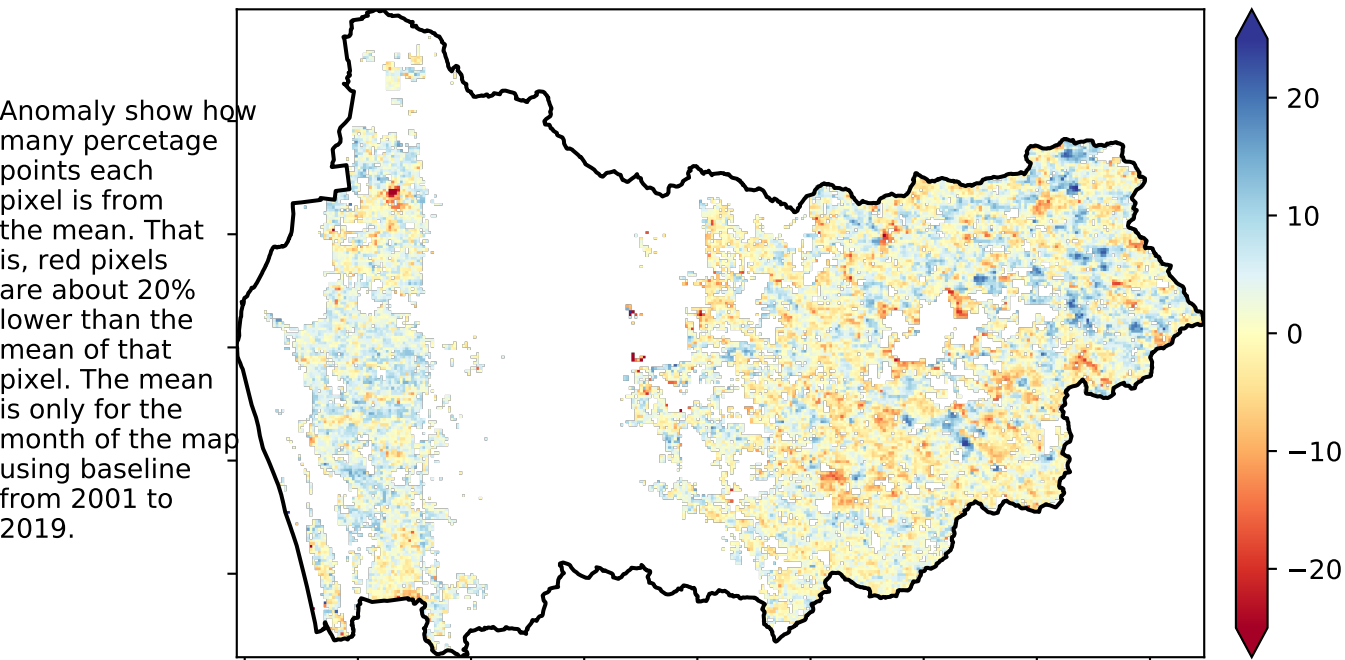 Anomaly show how
many percetage
points each
pixel is from
the mean. That
is, red pixels
are about 20%
lower than the
mean of that
pixel. The mean
is only for the
month of the map
using baseline
from 2001 to
2019.
20
10
0
−10
−20